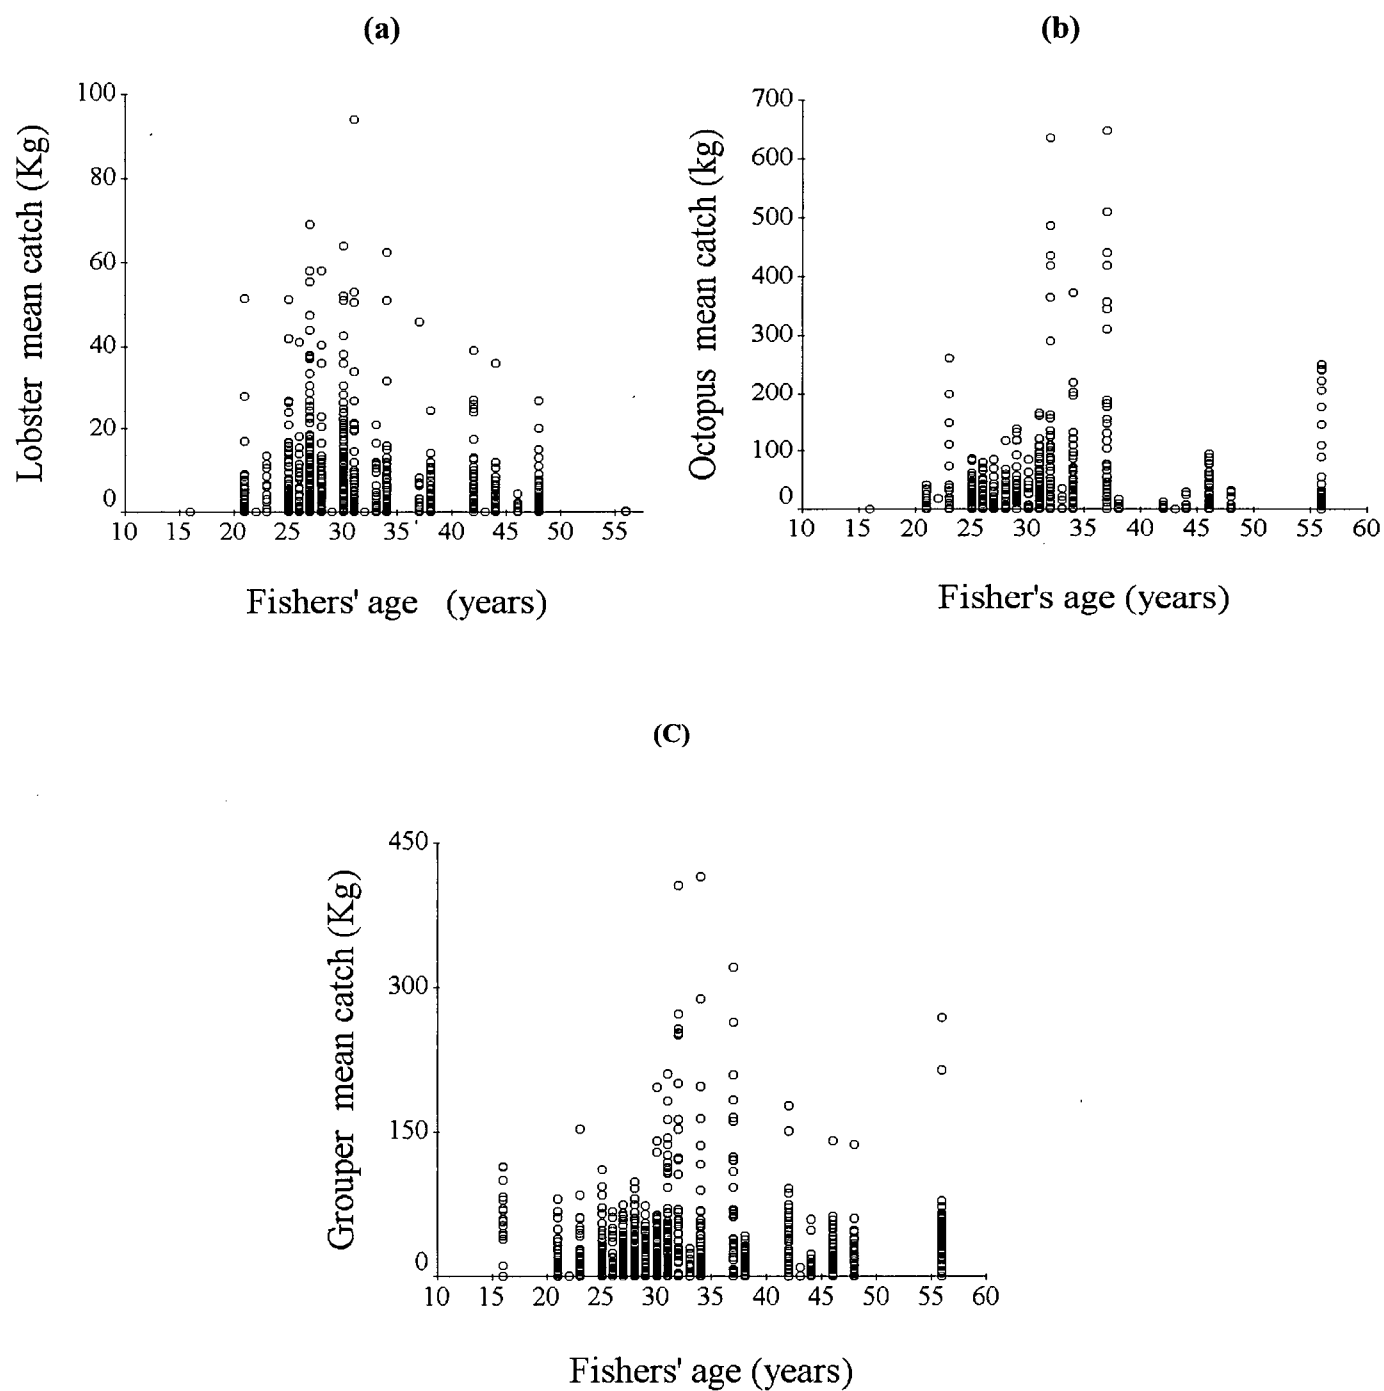 (a)
100
80
60
40
20
0
10 15 20 25 30 35 40 45 50 55
Lobster mean catch (Kg)
Fishers' age (years)
(b)
700
600
500
400
300
200
100
0
10 15 20 25 30 35 40 45 50 55 60
Octopus mean catch (kg)
Fisher's age (years)
(C)
450
300
150
0
10 15 20 25 30 35 40 45 50 55 60
Grouper mean catch (Kg)
Fishers' age (years)